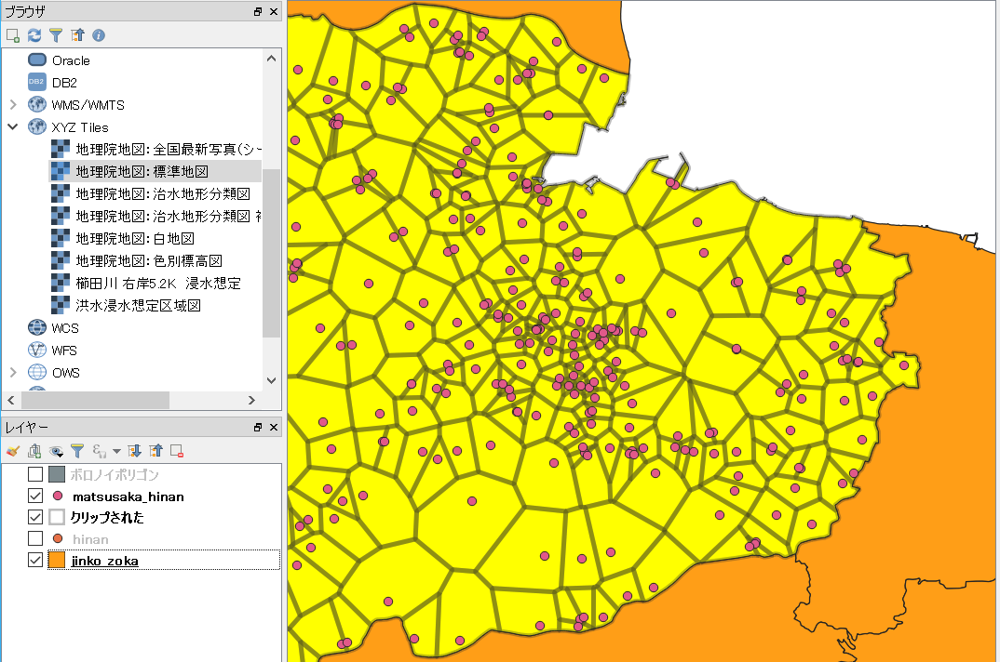 ブラウザ
Oracle
DB2
DB2
WMS/WMTS
XYZ Tiles
地理院地図: 全国最新写真(シー
地理院地図: 標準地図
地理院地図: 治水地形分類図
地理院地図: 治水地形分類図
地理院地図: 白地図
地理院地図: 色別標高図
櫛田川 右岸5.2K 浸水想定
洪水浸水想定区域図
WCS
WFS
OWS
レイヤー
ボロノイポリゴン
matsusaka_hinan
クリップされた
hinan
jinko_zoka